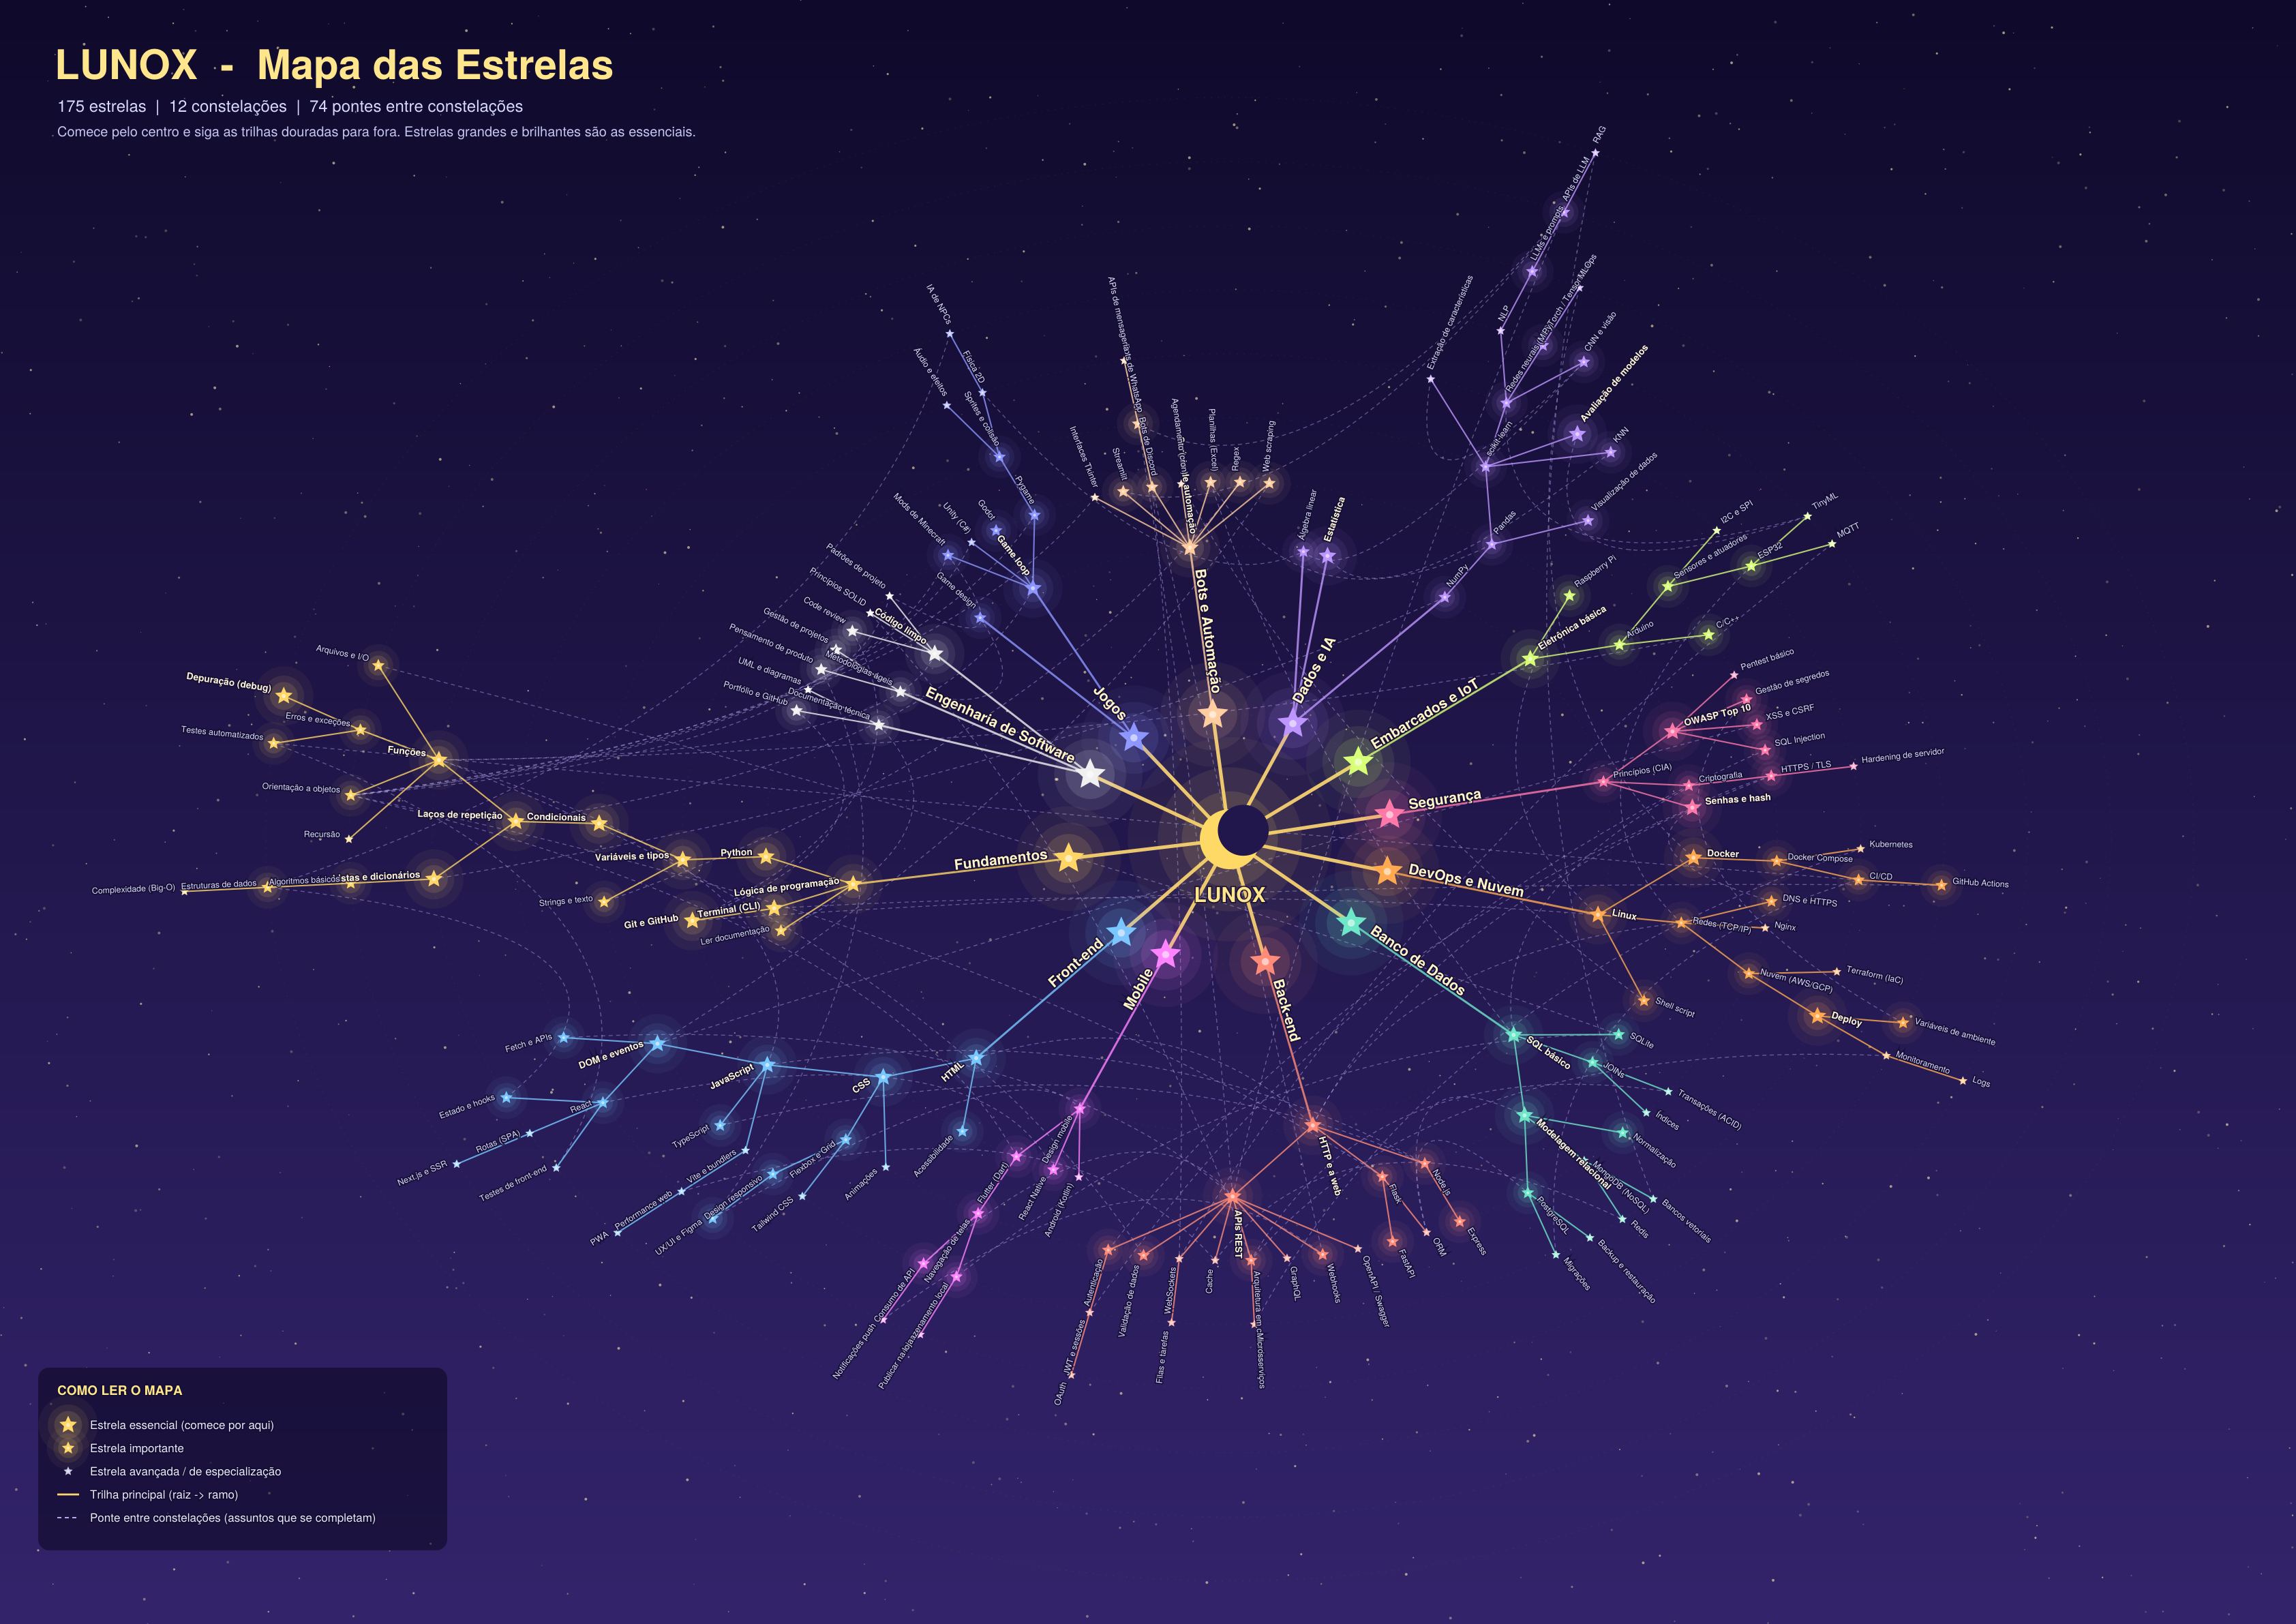 LUNOX - Mapa das Estrelas
175 estrelas | 12 constelações | 74 pontes entre constelações
Comece pelo centro e siga as trilhas douradas para fora. Estrelas grandes e brilhantes são as essenciais.
RAG
APIs de LLM
LLMs e prompts
NLP
MLOps
CNN e visão
Extração de características
Avaliação de modelos
KNN
scikit-learn
Visualização de dados
Pandas
NumPy
Álgebra linear
Estatística
Dados e IA
IA de NPCs
Física 2D
Áudio e efeitos
Sprites e colisão
Pygame
Godot
Unity (C#)
Mods de Minecraft
Game loop
Game design
Jogos
Bots de WhatsApp
Bots de Discord
Interfaces Tkinter
Streamlit
Planilhas (Excel)
Regex
Web scraping
Bots e Automação
I2C e SPI
TinyML
MQTT
Sensores e atuadores
ESP32
Raspberry Pi
Eletrônica básica
Arduino
C/C++
Embarcados e IoT
Padrões de projeto
Princípios SOLID
Code review
Código limpo
Gestão de projetos
Pensamento de produto
Metodologias ágeis
UML e diagramas
Documentação técnica
Portfólio e GitHub
Engenharia de Software
Pentest básico
Gestão de segredos
OWASP Top 10
XSS e CSRF
SQL Injection
Hardening de servidor
Princípios (CIA)
Criptografia
HTTPS / TLS
Senhas e hash
Segurança
Arquivos e I/O
Depuração (debug)
Erros e exceções
Testes automatizados
Funções
Orientação a objetos
Laços de repetição
Condicionais
Recursão
Variáveis e tipos
Python
Complexidade (Big-O)
Estruturas de dados
Algoritmos básicos
stas e dicionários
Lógica de programação
Strings e texto
Git e GitHub
Terminal (CLI)
Ler documentação
Fundamentos
LUNOX
Docker
Docker Compose
Kubernetes
CI/CD
GitHub Actions
Linux
Redes (TCP/IP)
DNS e HTTPS
Nginx
Nuvem (AWS/GCP)
Terraform (IaC)
Shell script
Deploy
Variáveis de ambiente
Monitoramento
Logs
DevOps e Nuvem
Front-end
Fetch e APIs
DOM e eventos
JavaScript
CSS
HTML
Estado e hooks
React
Rotas (SPA)
Next.js e SSR
Testes de front-end
TypeScript
Vite e bundlers
Performance web
PWA
Flexbox e Grid
Design responsivo
UX/UI e Figma
Tailwind CSS
Animações
Acessibilidade
Mobile
Design mobile
Flutter (Dart)
React Native
Android (Kotlin)
Navegação de telas
Consumo de API
Notificações push
Back-end
HTTP e a web
APIs REST
Node.js
Flask
Express
FastAPI
ORM
Autenticação
JWT e sessões
OAuth
Validação de dados
WebSockets
Filas e tarefas
Cache
Microsserviços
GraphQL
Webhooks
OpenAPI / Swagger
Banco de Dados
SQL básico
SQLite
JOINs
Transações (ACID)
Índices
Modelagem relacional
Normalização
MongoDB (NoSQL)
Bancos vetoriais
Redis
PostgreSQL
Backup e restauração
Migrações
COMO LER O MAPA
Estrela essencial (comece por aqui)
Estrela importante
Estrela avançada / de especialização
Trilha principal (raiz -> ramo)
Ponte entre constelações (assuntos que se completam)